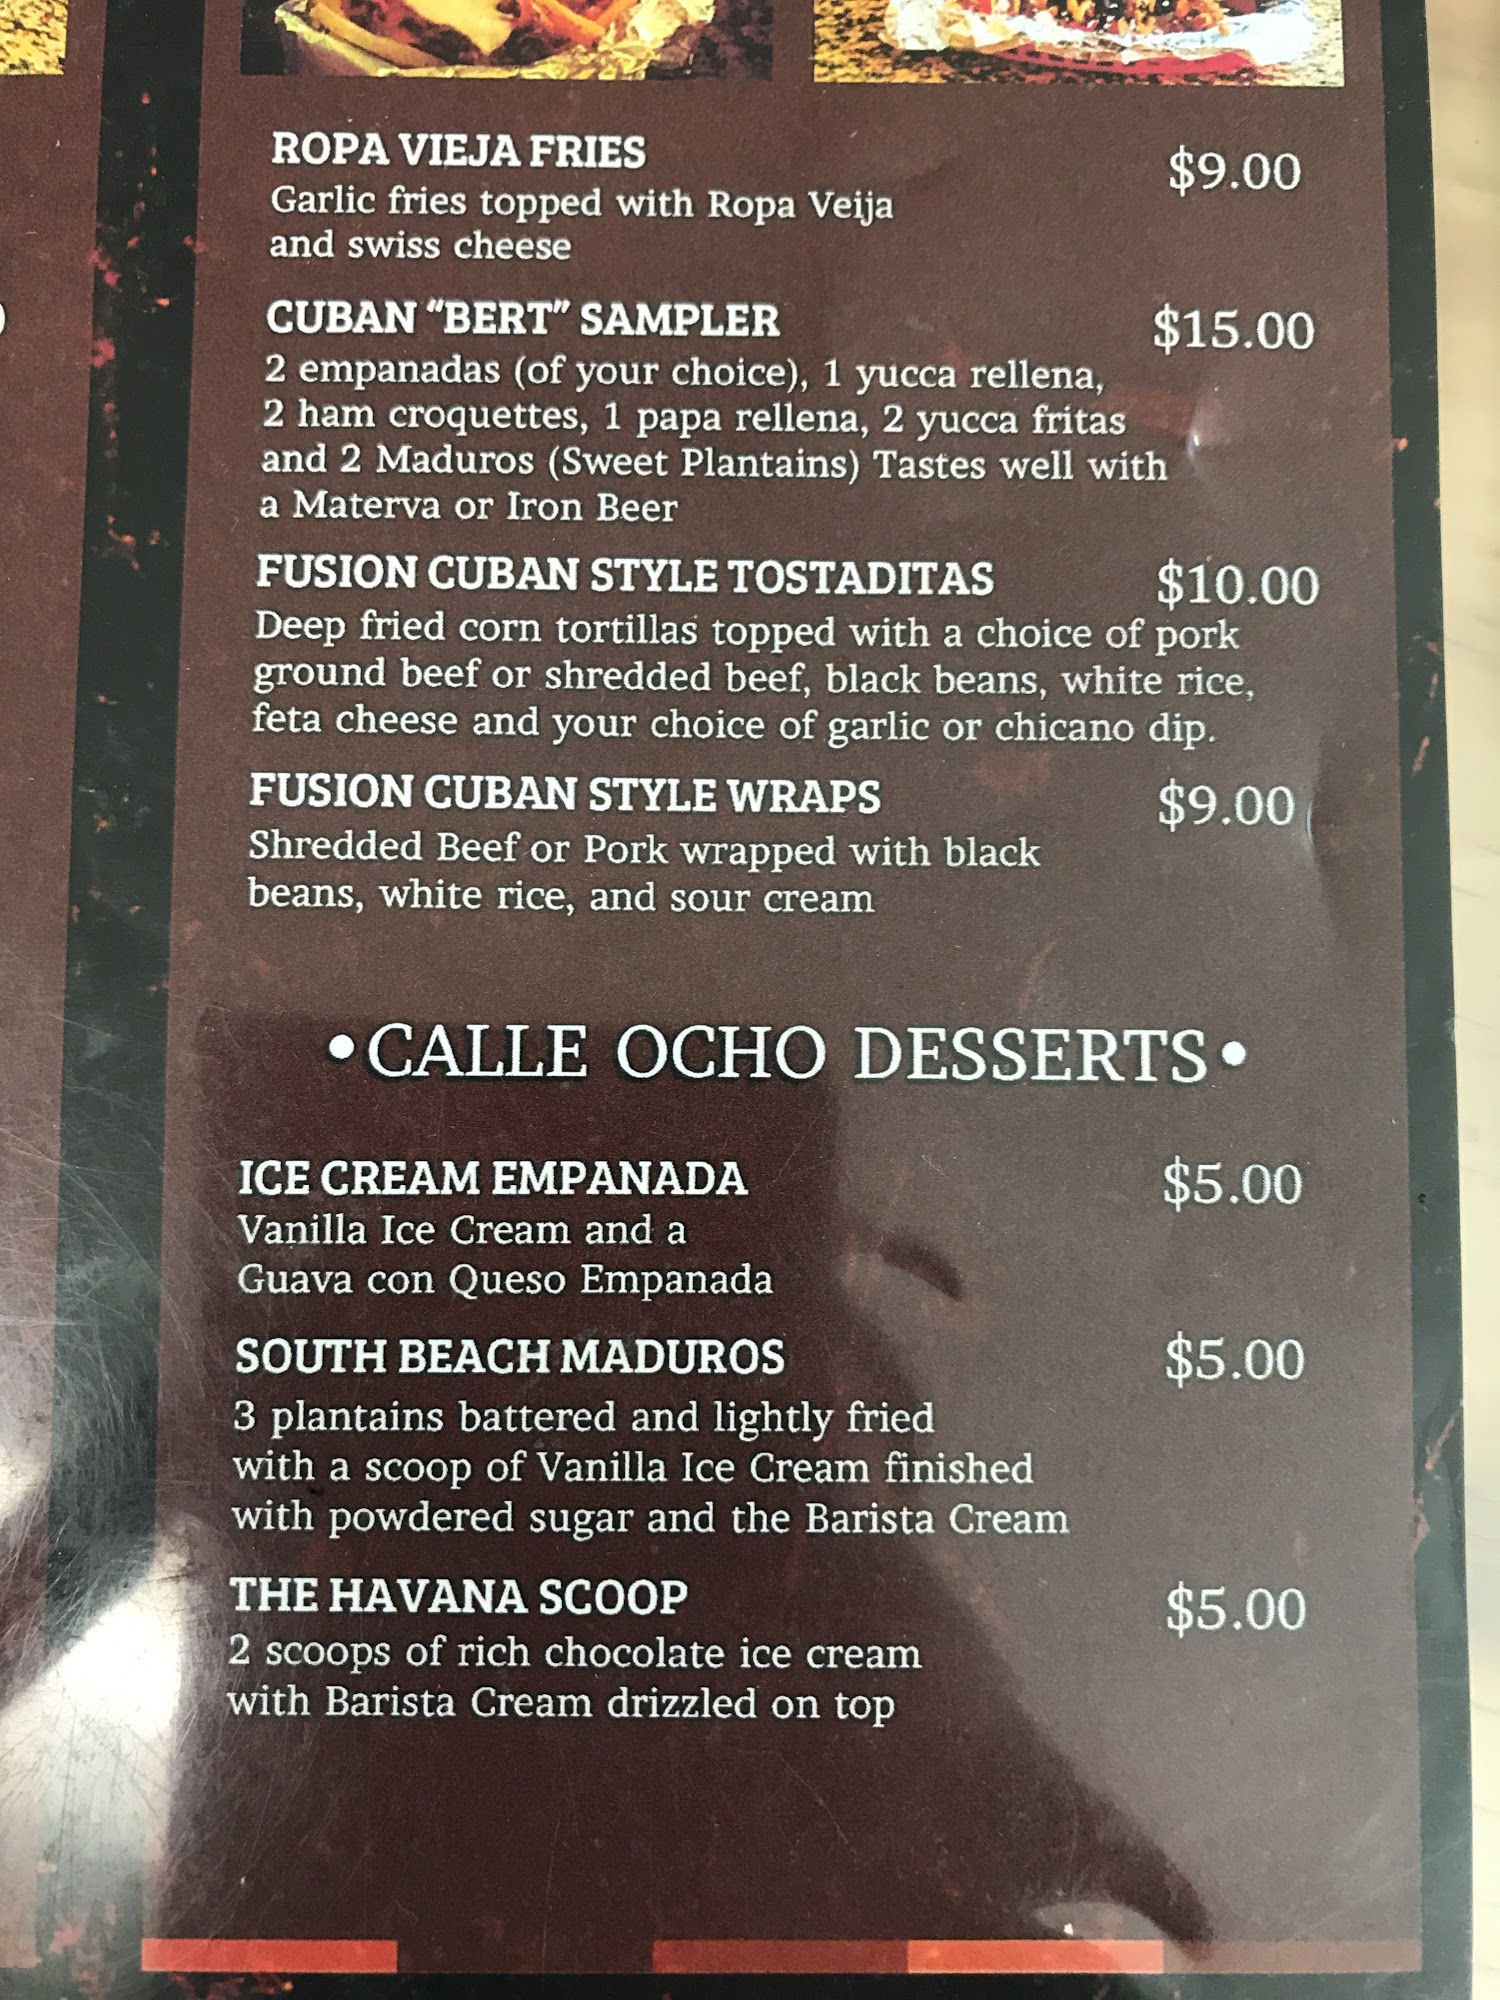 ROPA VIEJA FRIES $9.00
Garlic fries topped with Ropa Veija
and swiss cheese
CUBAN “BERT” SAMPLER $15.00
2 empanadas (of your choice), 1 yucca rellena,
2 ham croquettes, 1 papa rellena, 2 yucca fritas
and 2 Maduros (Sweet Plantains) Tastes well with
a Materva or Iron Beer
FUSION CUBAN STYLE TOSTADITAS $10.00
Deep fried corn tortillas topped with a choice of pork
ground beef or shredded beef, black beans, white rice,
feta cheese and your choice of garlic or chicano dip.
FUSION CUBAN STYLE WRAPS $9.00
Shredded Beef or Pork wrapped with black
beans, white rice, and sour cream
•CALLE OCHO DESSERTS•
ICE CREAM EMPANADA $5.00
Vanilla Ice Cream and a
Guava con Queso Empanada
SOUTH BEACH MADUROS $5.00
3 plantains battered and lightly fried
with a scoop of Vanilla Ice Cream finished
with powdered sugar and the Barista Cream
THE HAVANA SCOOP $5.00
2 scoops of rich chocolate ice cream
with Barista Cream drizzled on top